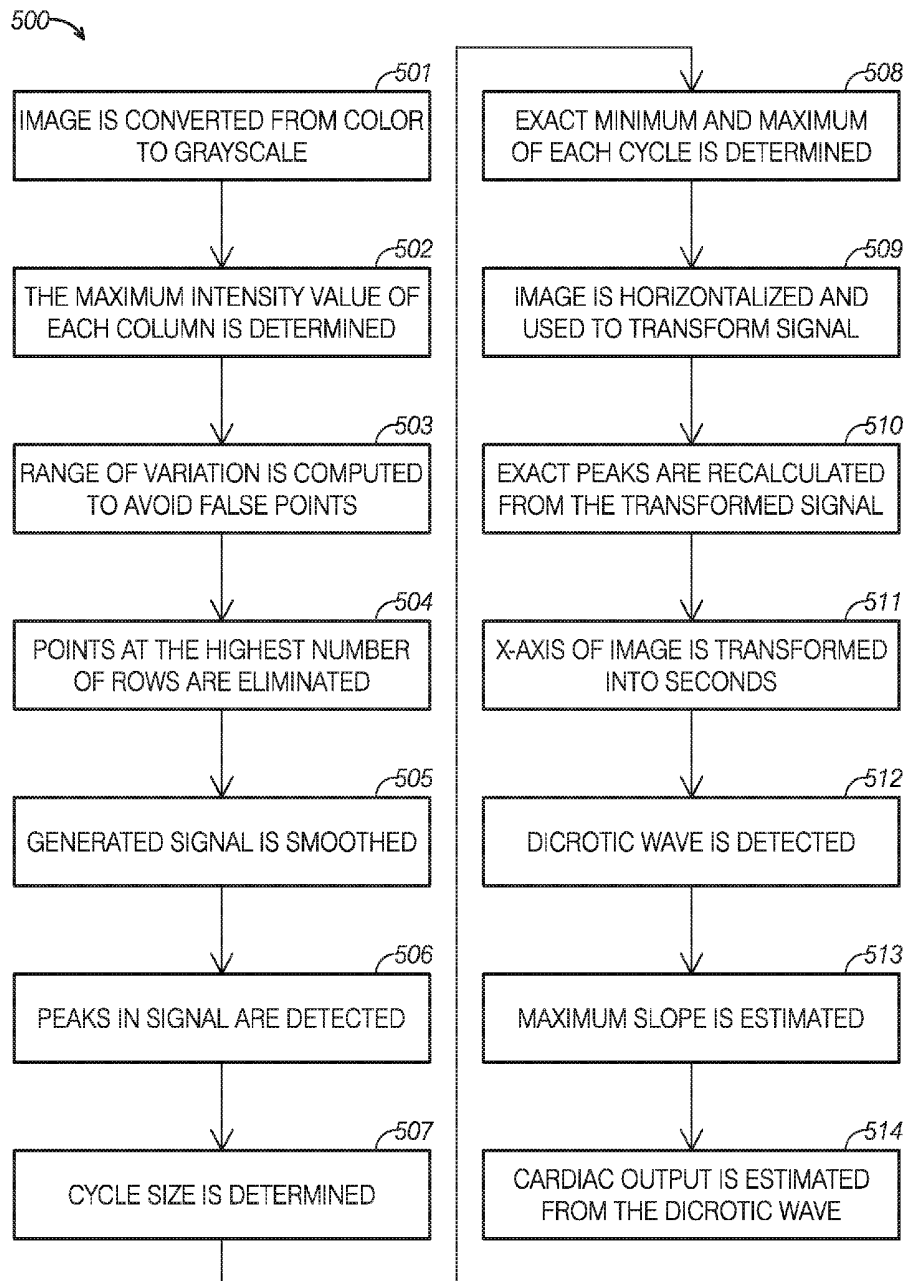 500
501
IMAGE IS CONVERTED FROM COLOR
TO GRAYSCALE
502
THE MAXIMUM INTENSITY VALUE OF
EACH COLUMN IS DETERMINED
503
RANGE OF VARIATION IS COMPUTED
TO AVOID FALSE POINTS
504
POINTS AT THE HIGHEST NUMBER
OF ROWS ARE ELIMINATED
505
GENERATED SIGNAL IS SMOOTHED
506
PEAKS IN SIGNAL ARE DETECTED
507
CYCLE SIZE IS DETERMINED
508
EXACT MINIMUM AND MAXIMUM
OF EACH CYCLE IS DETERMINED
509
IMAGE IS HORIZONTALIZED AND
USED TO TRANSFORM SIGNAL
510
EXACT PEAKS ARE RECALCULATED
FROM THE TRANSFORMED SIGNAL
511
X-AXIS OF IMAGE IS TRANSFORMED
INTO SECONDS
512
DICROTIC WAVE IS DETECTED
513
MAXIMUM SLOPE IS ESTIMATED
514
CARDIAC OUTPUT IS ESTIMATED
FROM THE DICROTIC WAVE